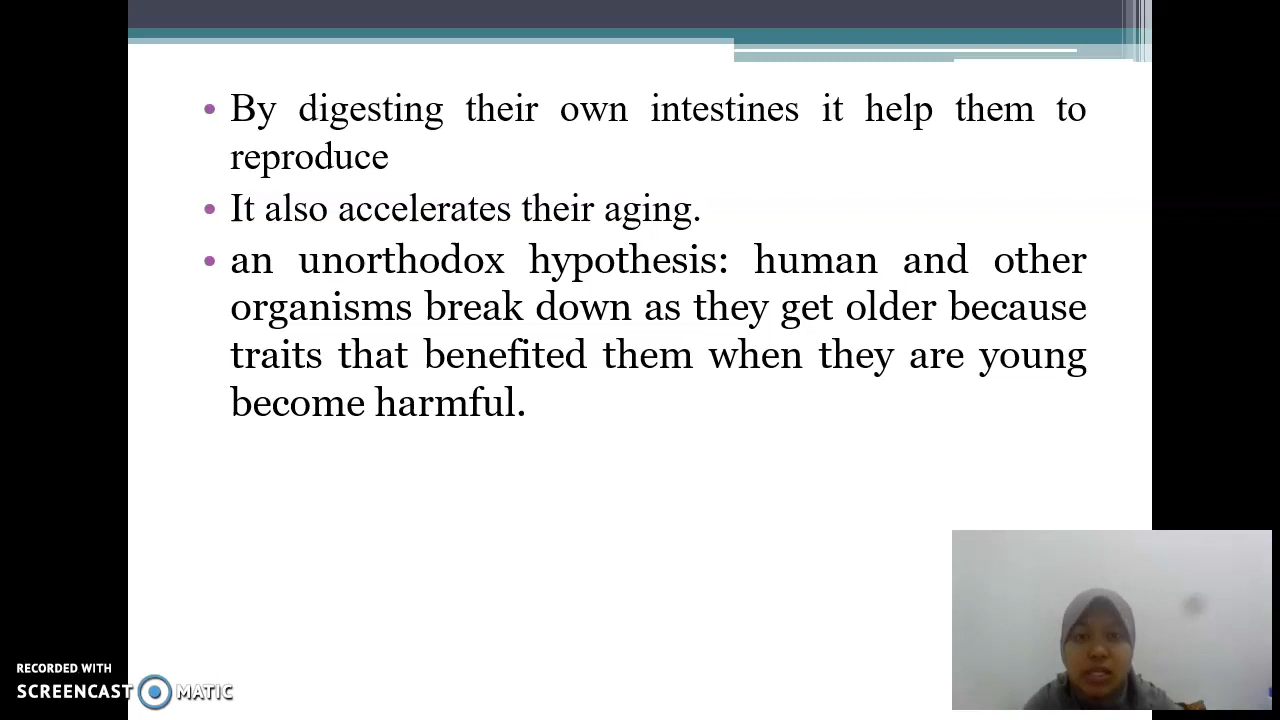 By digesting their own intestines it help them to
reproduce
It also accelerates their aging.
an unorthodox hypothesis: human and other
organisms break down as they get older because
traits that benefited them when they are young
become harmful.
RECORDED WITH
SCREENCAST MATIC